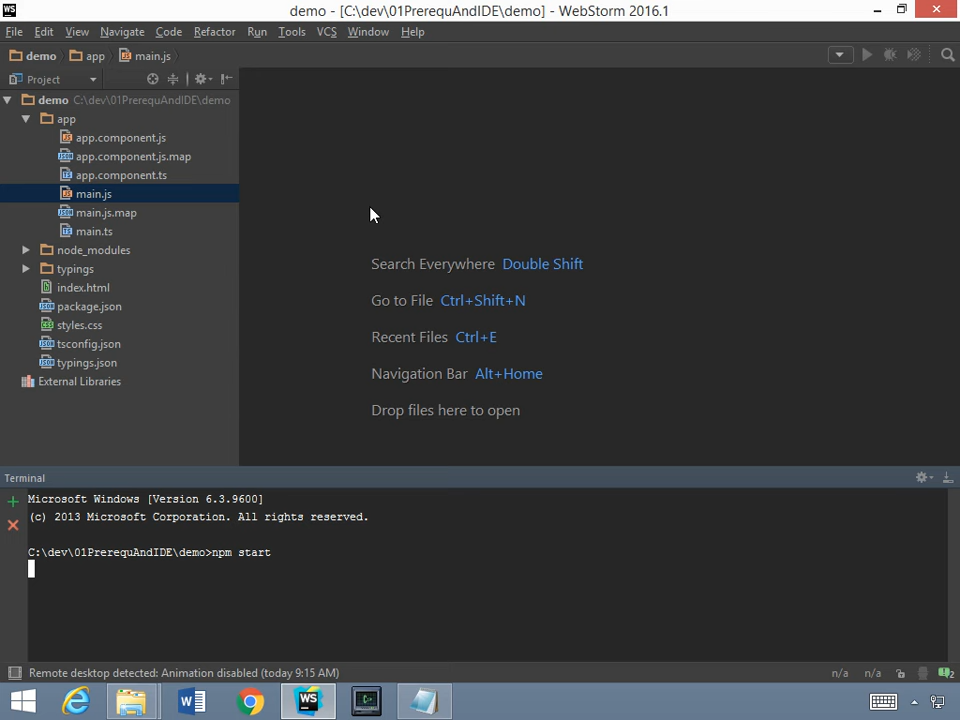 WS
demo - [C:\dev\01PrerequAndIDE\demo] - WebStorm 2016.1
File Edit View Navigate Code Refactor Run Tools VCS Window Help
demo app main.js
Project
demo C:\dev\01PrerequAndIDE\demo
app
app.component.js
app.component.js.map
app.component.ts
main.js
main.js.map
main.ts
node_modules
typings
index.html
package.json
styles.css
tsconfig.json
typings.json
External Libraries
Search Everywhere Double Shift
Go to File Ctrl+Shift+N
Recent Files Ctrl+E
Navigation Bar Alt+Home
Drop files here to open
Terminal
Microsoft Windows [Version 6.3.9600]
(c) 2013 Microsoft Corporation. All rights reserved.
C:\dev\01PrerequAndIDE\demo>npm start
Remote desktop detected: Animation disabled (today 9:15 AM)
n/a n/a 2
WS